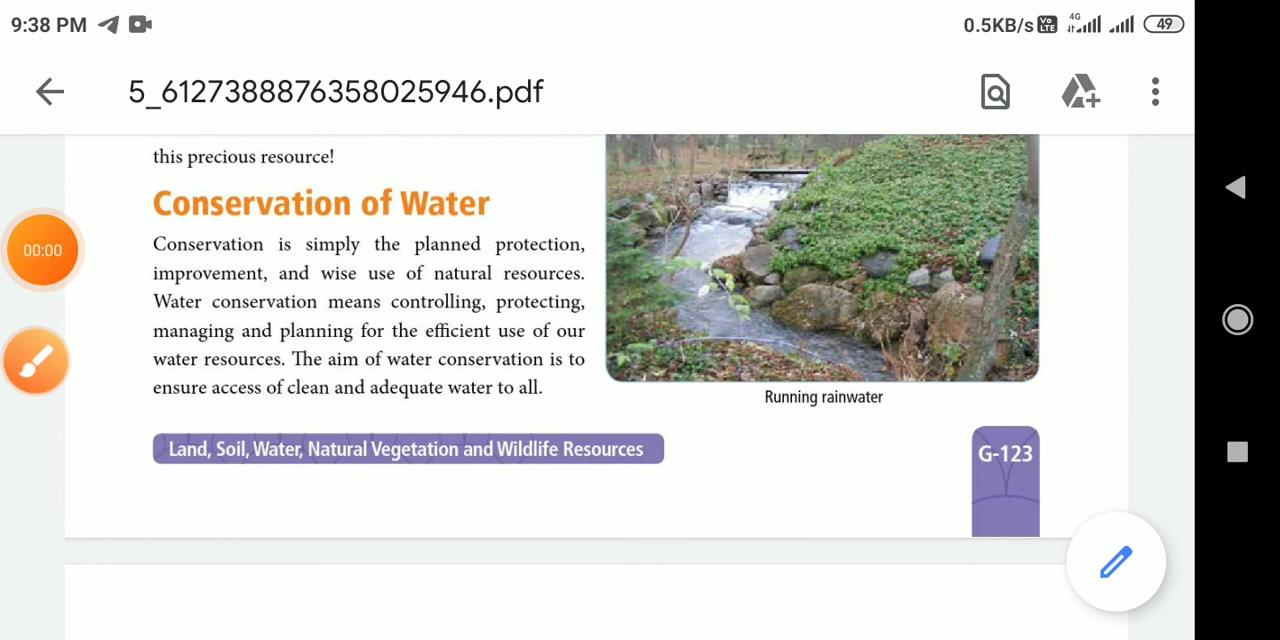 9:38 PM
0.5KB/s
Vo
LTE
4G
49
5_6127388876358025946.pdf
this precious resource!
Conservation of Water
Conservation is simply the planned protection,
improvement, and wise use of natural resources.
Water conservation means controlling, protecting,
managing and planning for the efficient use of our
water resources. The aim of water conservation is to
ensure access of clean and adequate water to all.
Running rainwater
00:00
Land, Soil, Water, Natural Vegetation and Wildlife Resources
G-123